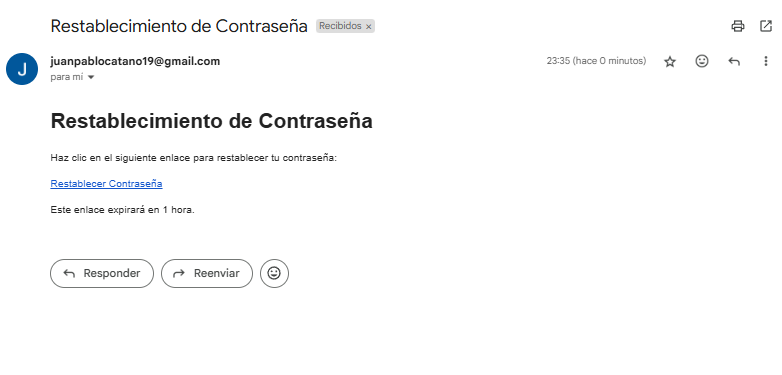 Restablecimiento de Contraseña Recibidos ×
juanpablocatano19@gmail.com 23:35 (hace 0 minutos)
para mí
J
Restablecimiento de Contraseña
Haz clic en el siguiente enlace para restablecer tu contraseña:
Restablecer Contraseña
Este enlace expirará en 1 hora.
Responder Reenviar